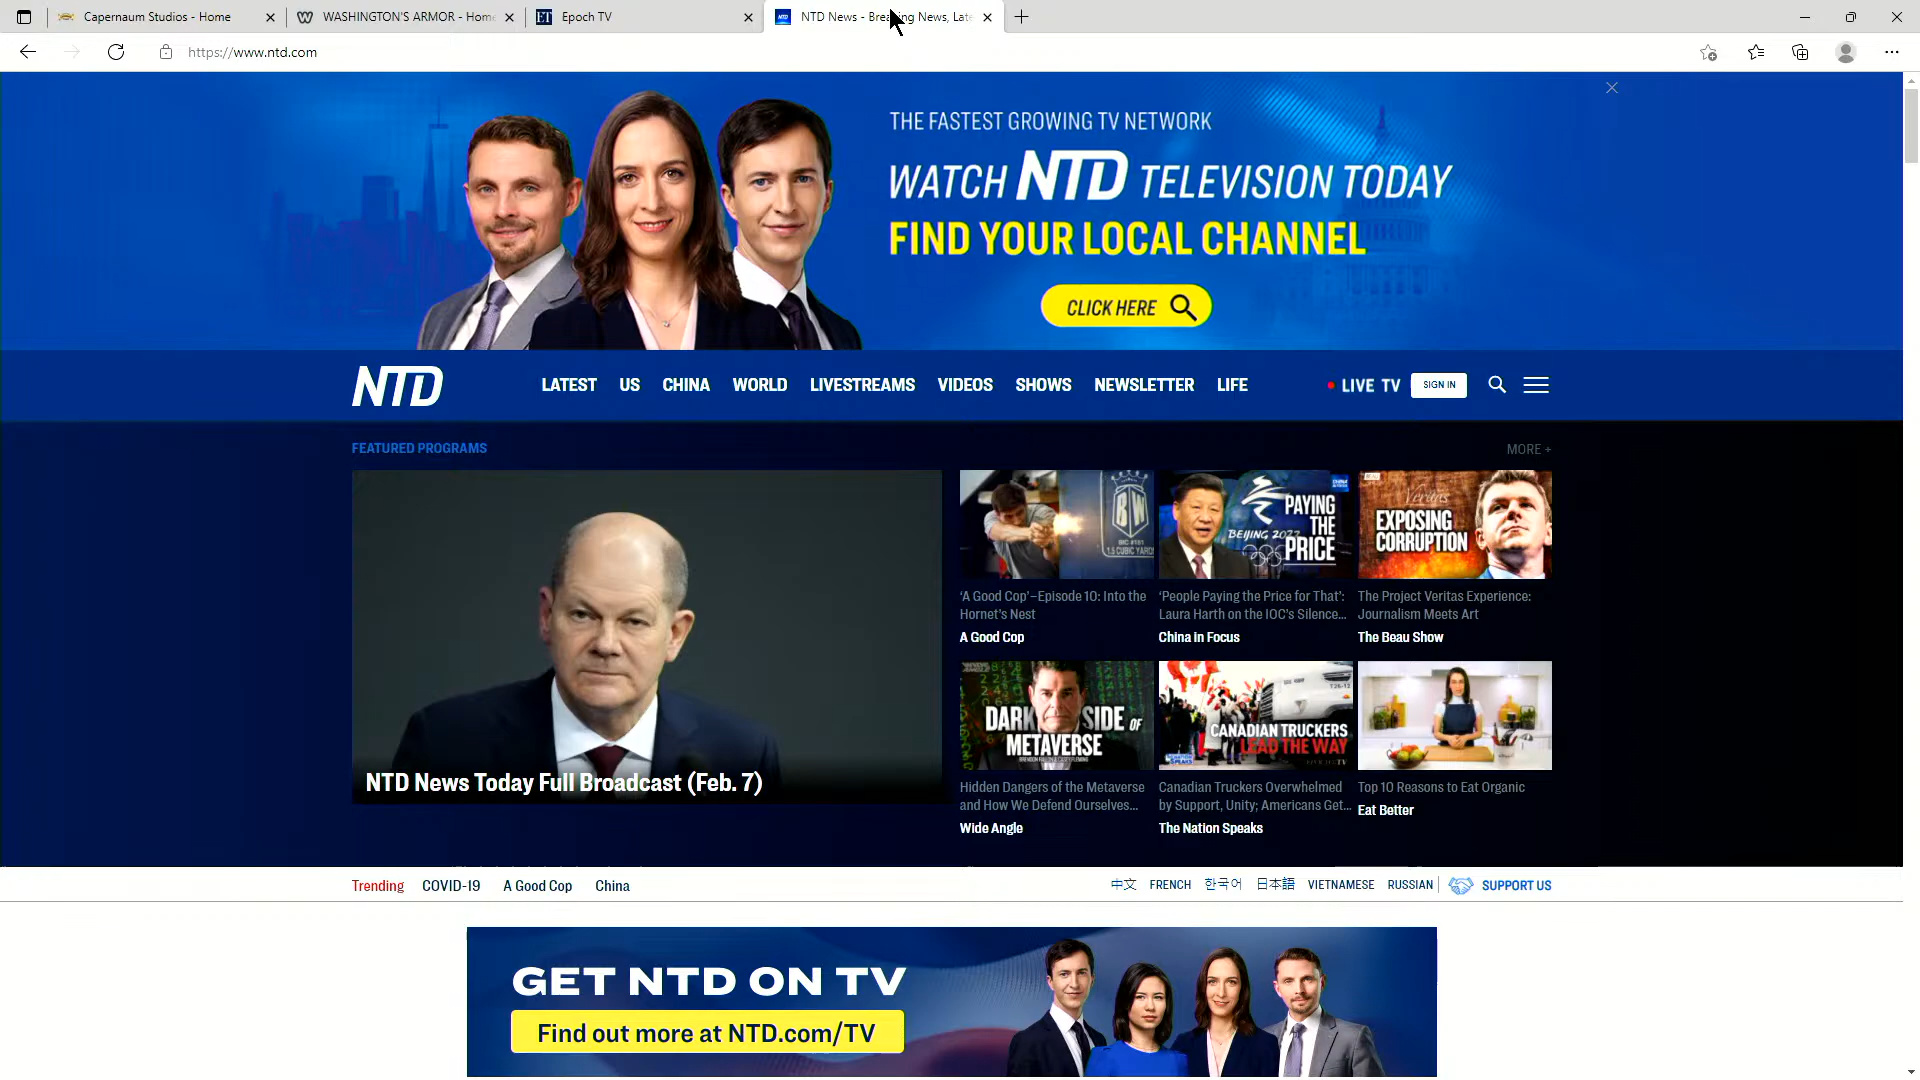 Capernaum Studios - Home
WASHINGTON'S ARMOR - Home
Epoch TV
NTD News - Breaking News, Late
https://www.ntd.com
THE FASTEST GROWING TV NETWORK
WATCH NTD TELEVISION TODAY
FIND YOUR LOCAL CHANNEL
CLICK HERE
NTD
LATEST US CHINA WORLD LIVESTREAMS VIDEOS SHOWS NEWSLETTER LIFE
LIVE TV
SIGN IN
FEATURED PROGRAMS
MORE +
NTD News Today Full Broadcast (Feb. 7)
BW
1.5 CUBIC YARD
'A Good Cop'–Episode 10: Into the
Hornet's Nest
A Good Cop
PAYING
THE
PRICE
BEIJING 2022
'People Paying the Price for That':
Laura Harth on the IOC's Silence...
China in Focus
Veritas
EXPOSING
CORRUPTION
The Project Veritas Experience:
Journalism Meets Art
The Beau Show
DARK SIDE OF
METAVERSE
Hidden Dangers of the Metaverse
and How We Defend Ourselves...
Wide Angle
CANADIAN TRUCKERS
LEAD THE WAY
Canadian Truckers Overwhelmed
by Support, Unity; Americans Get...
The Nation Speaks
Top 10 Reasons to Eat Organic
Eat Better
Trending COVID-19 A Good Cop China
中文 FRENCH 한국어 日本語 VIETNAMESE RUSSIAN SUPPORT US
GET NTD ON TV
Find out more at NTD.com/TV